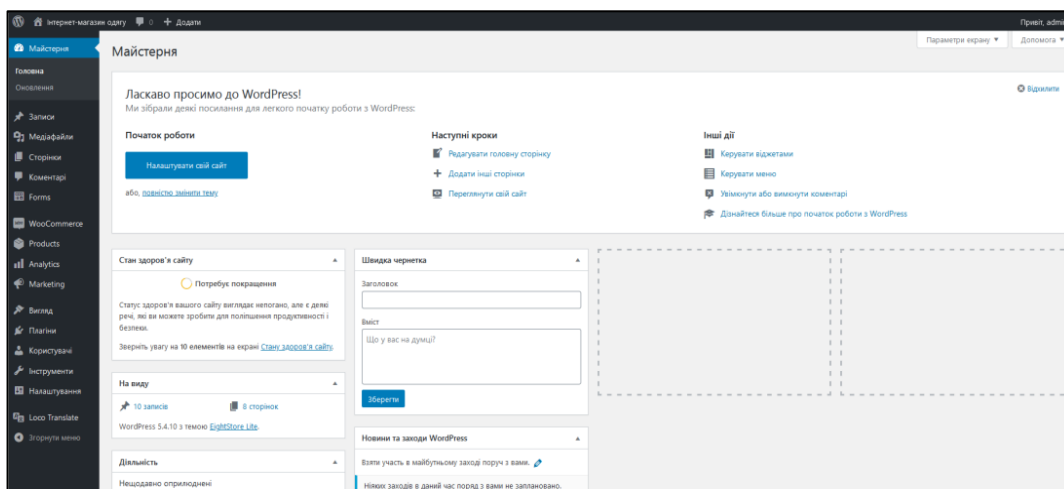 Інтернет-магазин одягу 0 + Додати
Привіт, admi
Параметри екрану ▼ Допомога ▼
Майстерня
Головна
Оновлення
Записи
Медіафайли
Сторінки
Коментарі
Forms
WooCommerce
Products
Analytics
Marketing
Вигляд
Плагіни
Користувачі
Інструменти
Налаштування
Loco Translate
Згорнути меню
Майстерня
Ласкаво просимо до WordPress!
Відхилити
Ми зібрали деякі посилання для легкого початку роботи з WordPress:
Початок роботи
Налаштувати свій сайт
або, повністю змінити тему
Наступні кроки
Редагувати головну сторінку
Додати інші сторінки
Переглянути свій сайт
Інші дії
Керувати віджетами
Керувати меню
Увімкнути або вимкнути коментарі
Дізнайтеся більше про початок роботи з WordPress
Стан здоров'я сайту
Потребує покращення
Статус здоров'я вашого сайту виглядає непогано, але є деякі
речі, які ви можете зробити для поліпшення продуктивності і
безпеки.
Зверніть увагу на 10 елементів на екрані Стану здоров'я сайту.
На виду
10 записів 8 сторінок
WordPress 5.4.10 з темою EightStore Lite.
Діяльність
Нещодавно оприлюднені
Швидка чернетка
Заголовок
Вміст
Що у вас на думці?
Зберегти
Новини та заходи WordPress
Взяти участь в майбутньому заході поруч з вами.
Ніяких заходів в даний час поряд з вами не заплановано.